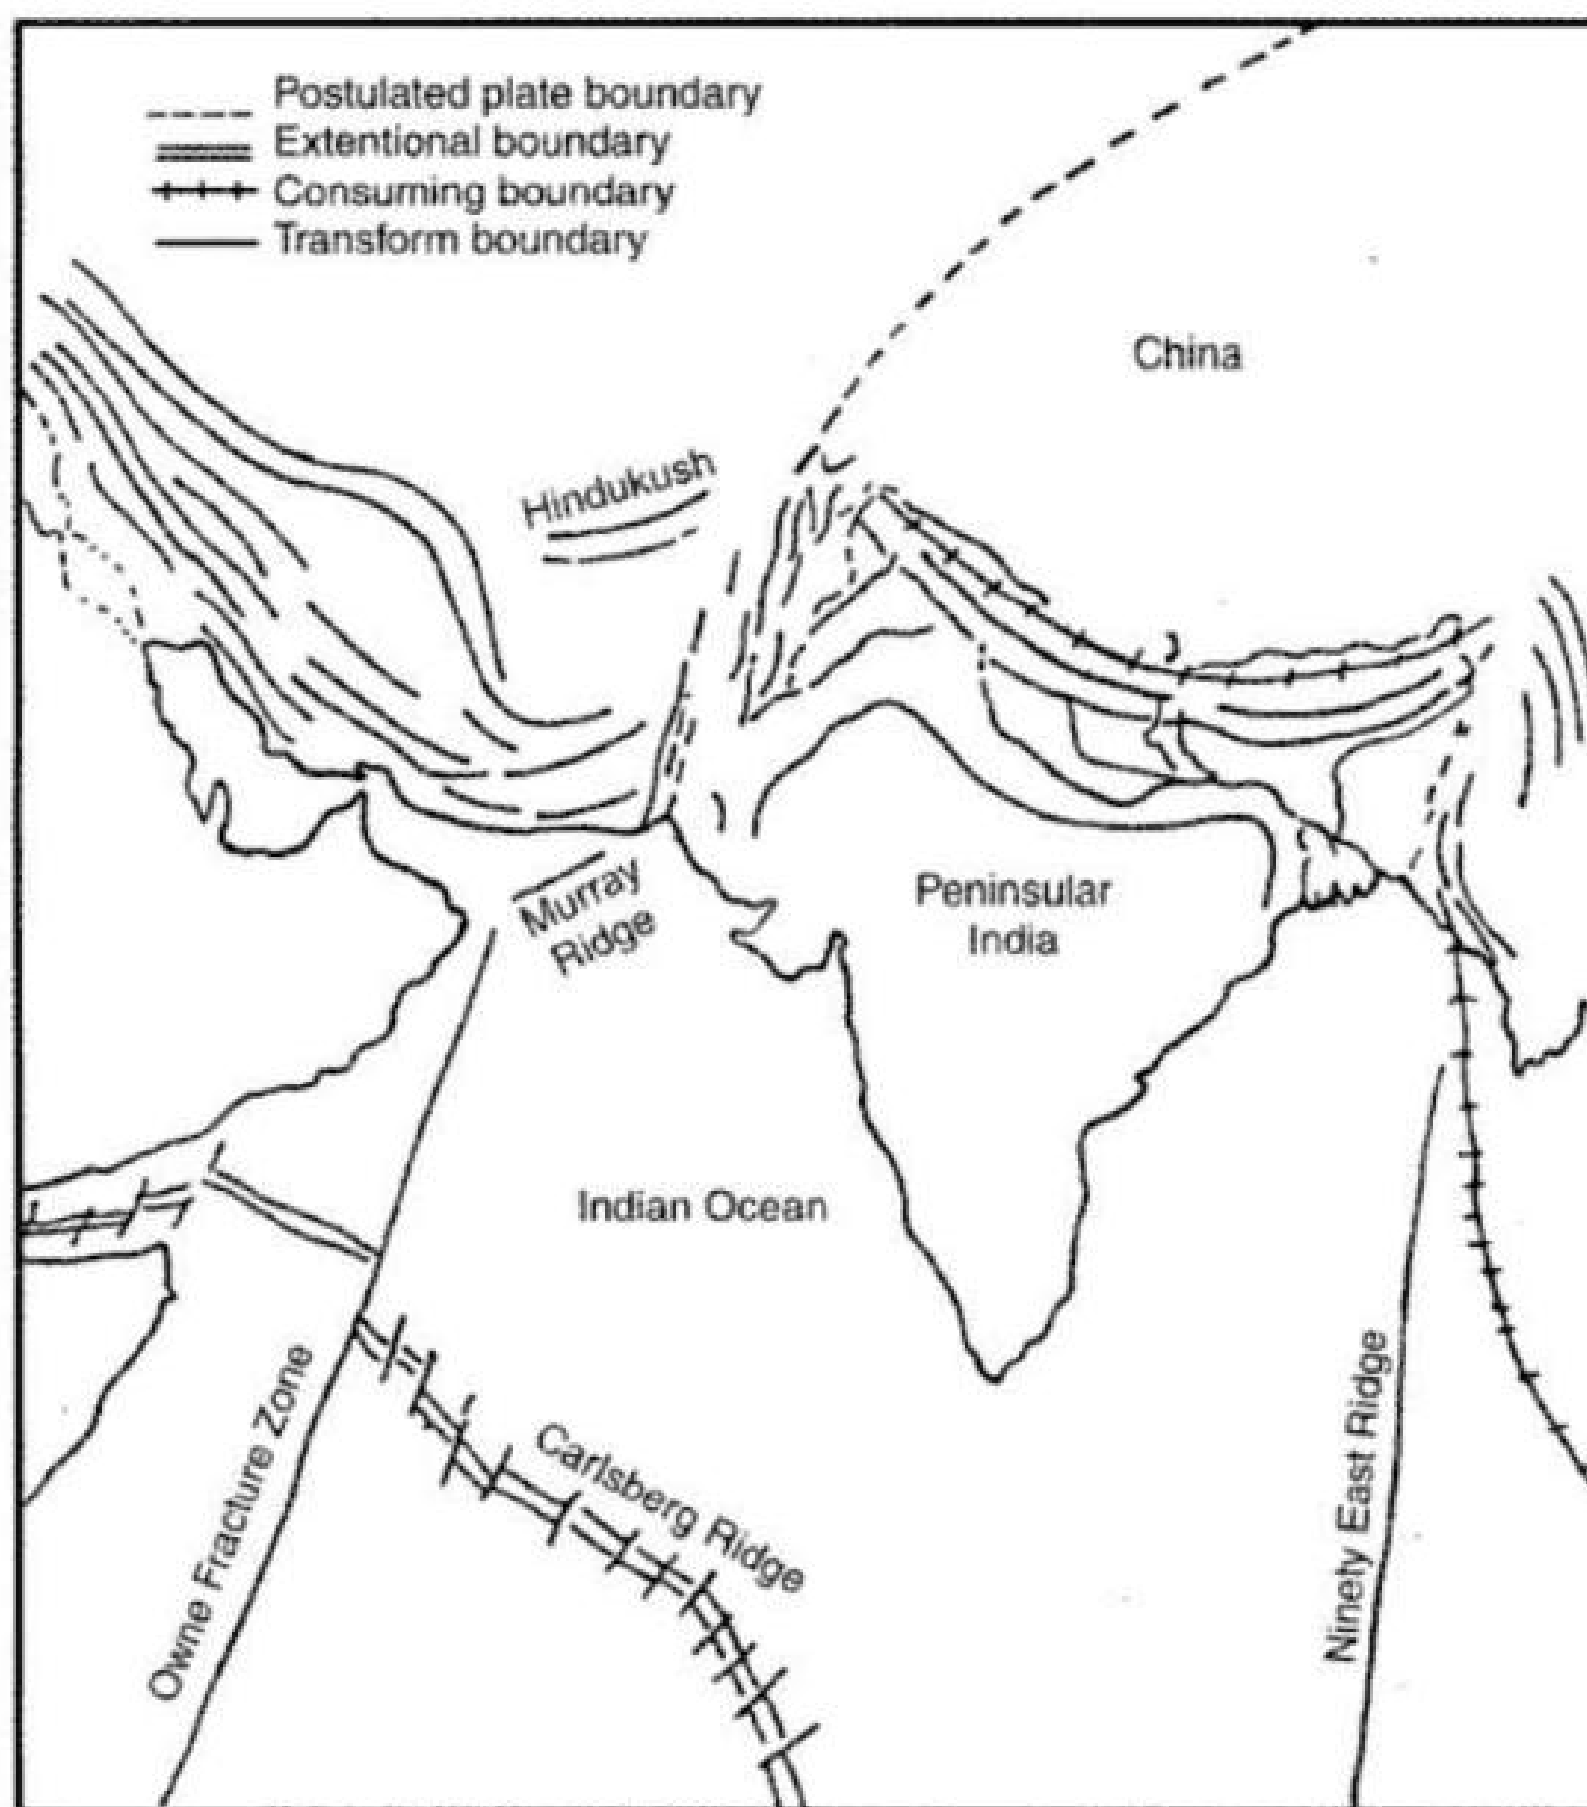 Postulated plate boundary
Extentional boundary
Consuming boundary
Transform boundary
China
Hindukush
Murray
Ridge
Peninsular
India
Indian Ocean
Owne Fracture Zone
Carlsberg Ridge
Ninety East Ridge